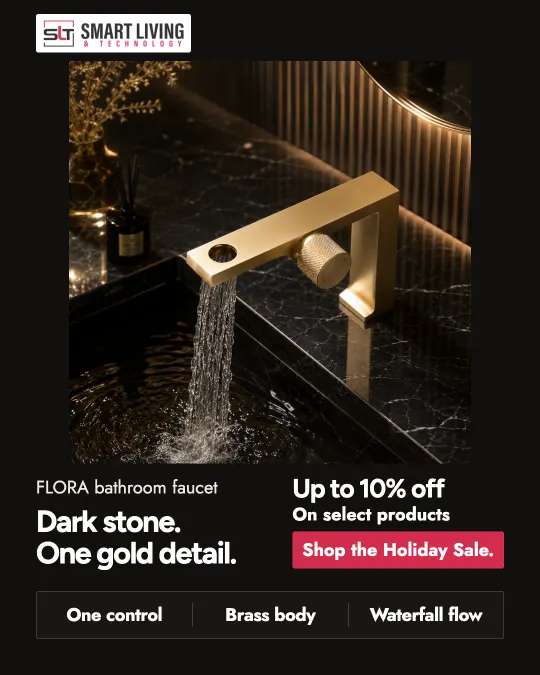 SLT SMART LIVING
& TECHNOLOGY
FLORA bathroom faucet
Dark stone.
One gold detail.
Up to 10% off
On select products
Shop the Holiday Sale.
One control
Brass body
Waterfall flow